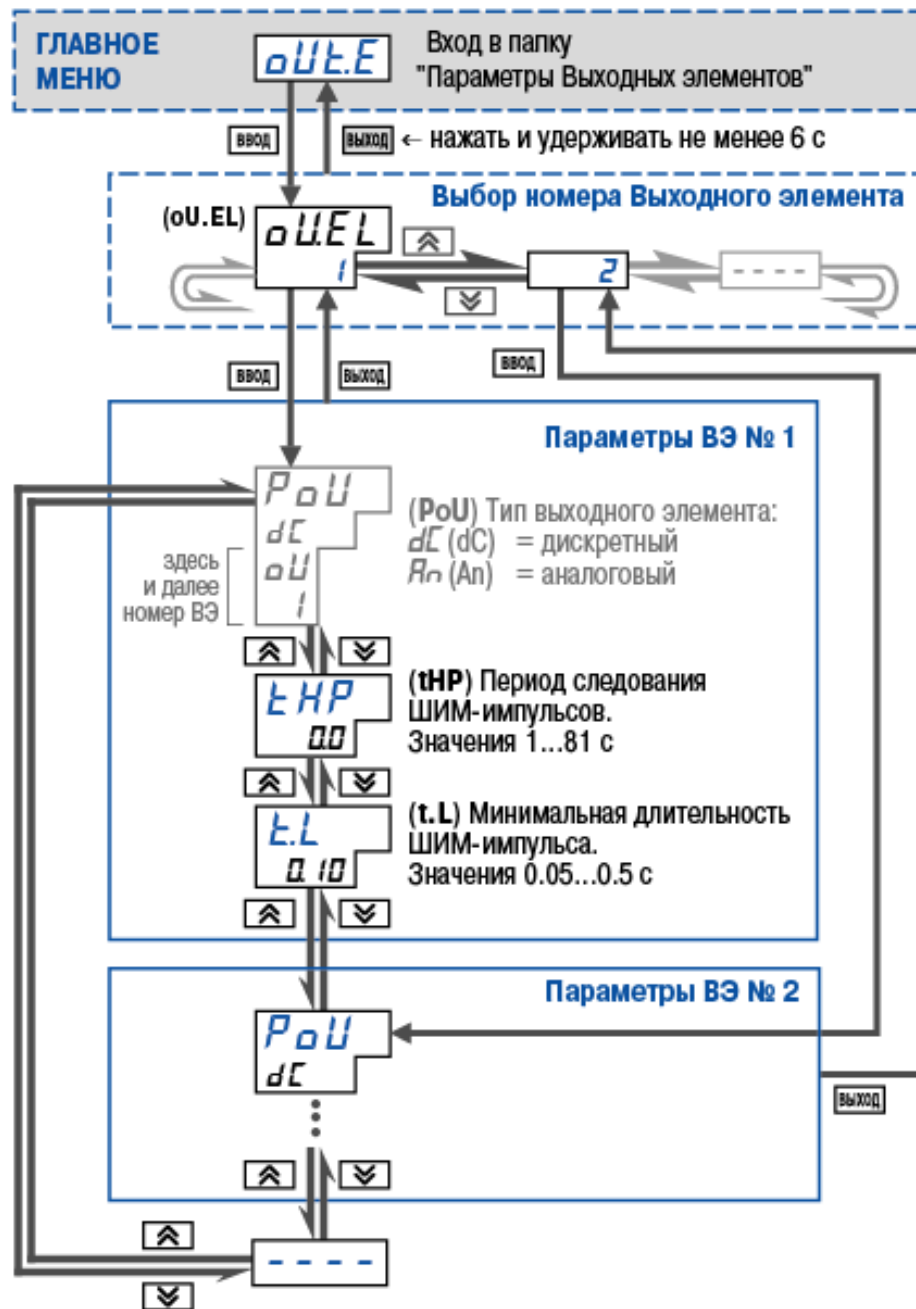 ГЛАВНОЕ
МЕНЮ
oUt.E
Вход в папку
"Параметры Выходных элементов"
ВВОД
ВЫХОД
← нажать и удерживать не менее 6 с
Выбор номера Выходного элемента
(oU.EL)
oU.EL
1
2
- - - -
ВВОД
ВЫХОД
ВВОД
Параметры ВЭ № 1
PoU
dC
oU
1
здесь
и далее
номер ВЭ
(PoU) Тип выходного элемента:
dC (dC) = дискретный
An (An) = аналоговый
tHP
0.0
(tHP) Период следования
ШИМ-импульсов.
Значения 1...81 с
t.L
0.10
(t.L) Минимальная длительность
ШИМ-импульса.
Значения 0.05...0.5 с
Параметры ВЭ № 2
PoU
dC
ВЫХОД
- - - -